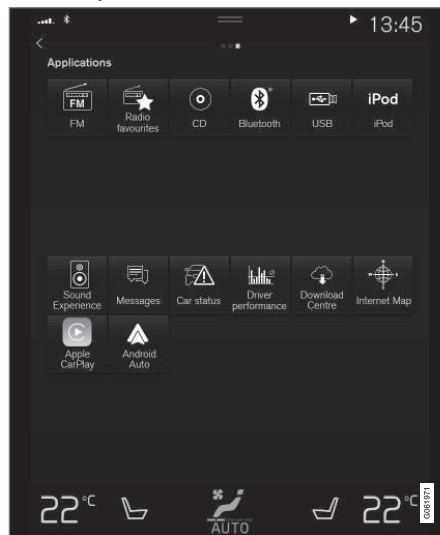 13:45
Applications
FM
FM
Radio
favourites
CD
Bluetooth
USB
iPod
iPod
Sound
Experience
Messages
Car status
Driver
performance
Download
Centre
Internet Map
Apple
CarPlay
Android
Auto
22°C
AUTO
22°C
G061971